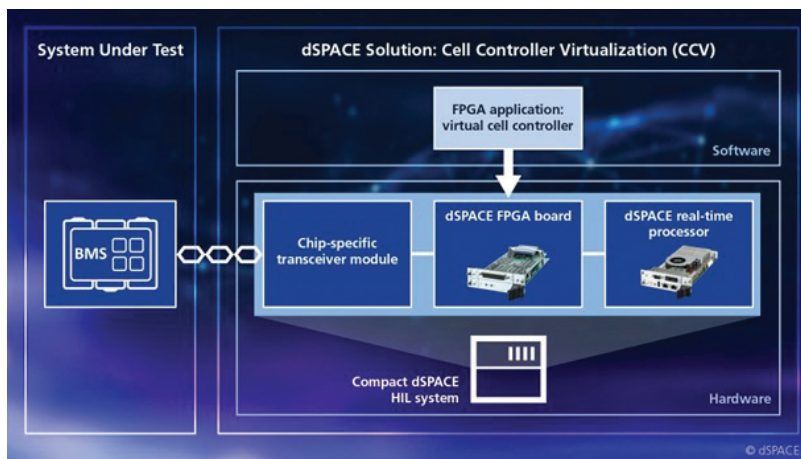 System Under Test
dSPACE Solution: Cell Controller Virtualization (CCV)
FPGA application:
virtual cell controller
Software
BMS
Chip-specific
transceiver module
dSPACE FPGA board
dSPACE real-time
processor
Compact dSPACE
HIL system
Hardware
© dSPACE